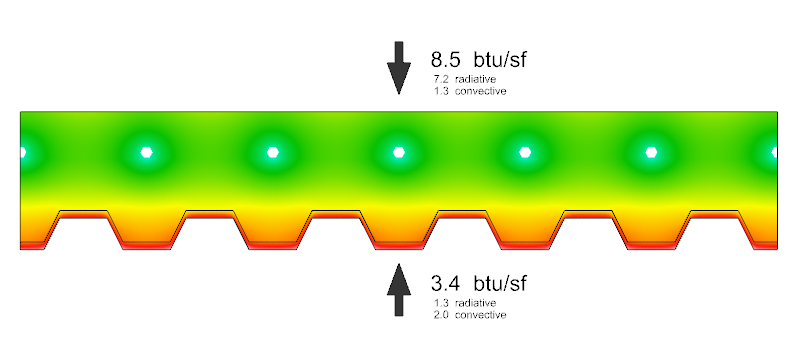 8.5 btu/sf
7.2 radiative
1.3 convective
3.4 btu/sf
1.3 radiative
2.0 convective